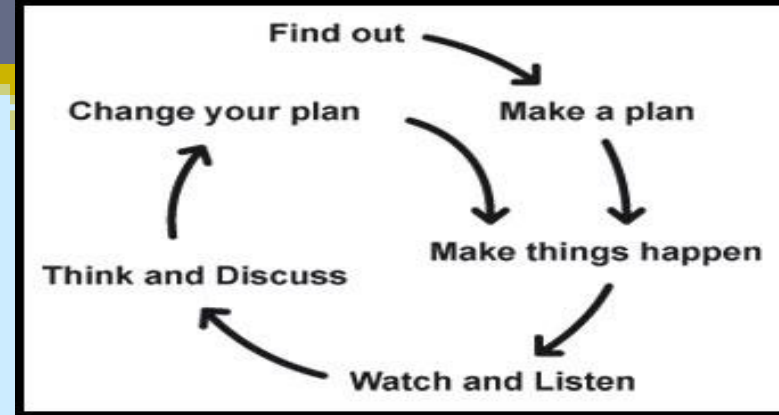 Find out
Change your plan
Make a plan
Make things happen
Think and Discuss
Watch and Listen